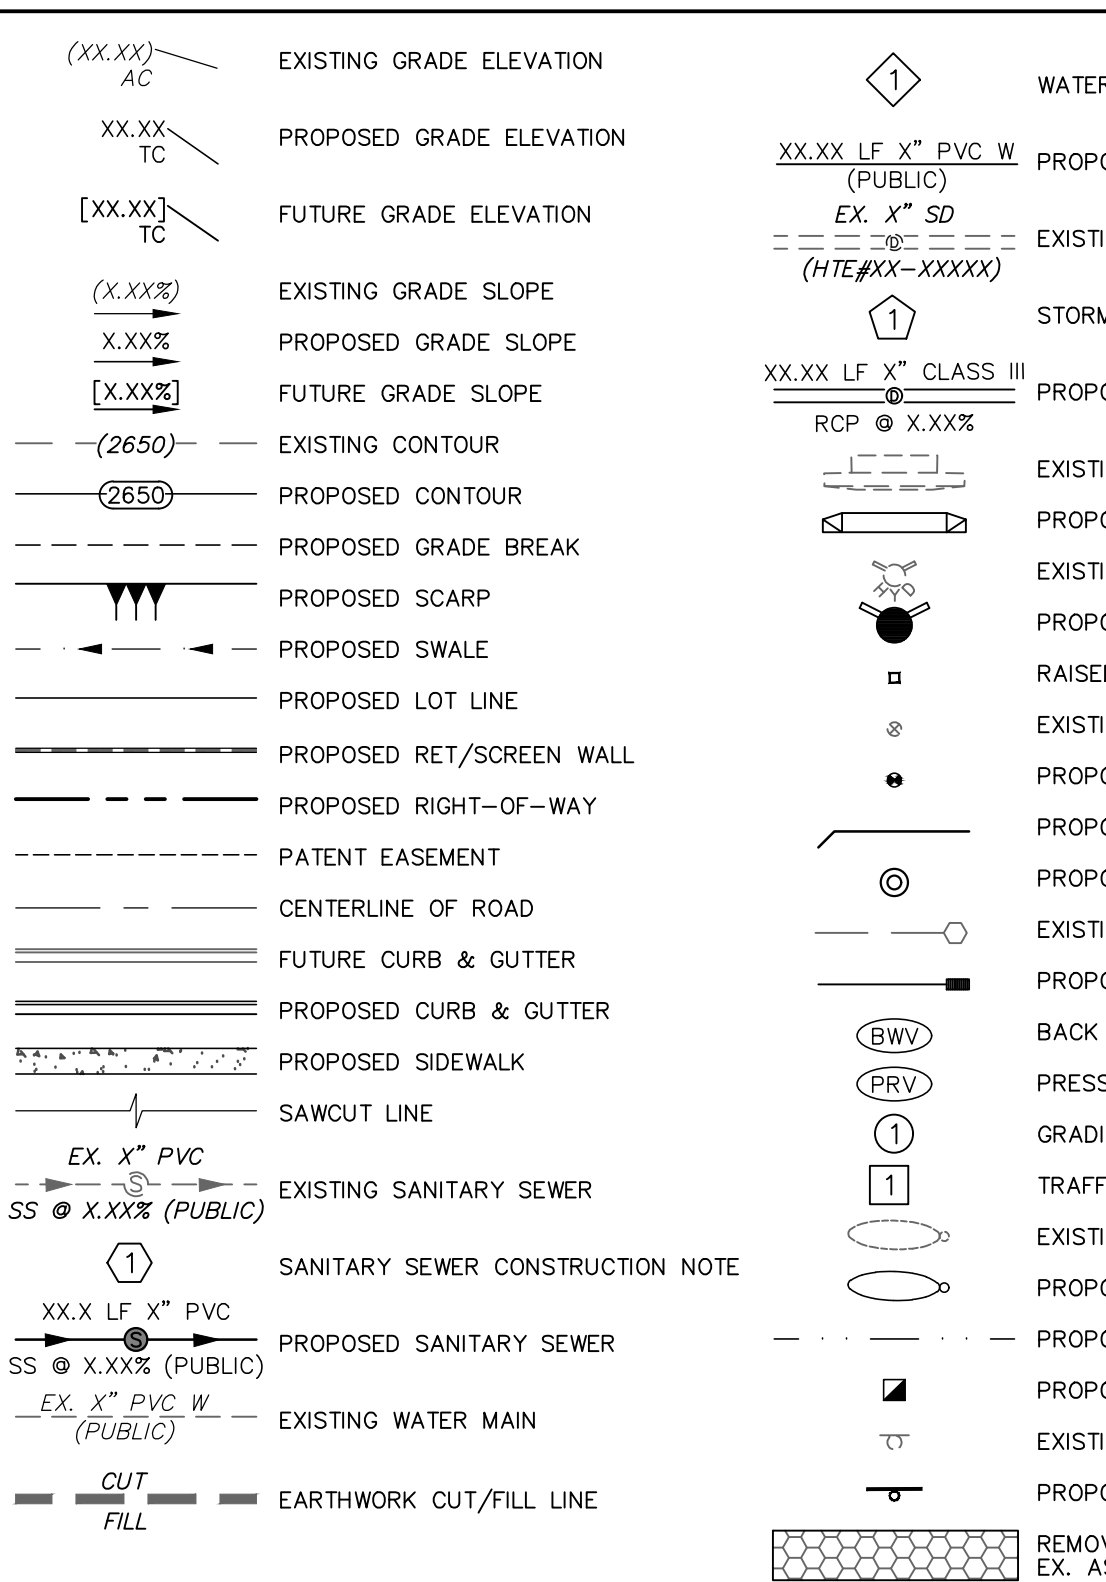 (XX.XX)
AC
EXISTING GRADE ELEVATION
XX.XX
TC
PROPOSED GRADE ELEVATION
[XX.XX]
TC
FUTURE GRADE ELEVATION
(X.XX%)
EXISTING GRADE SLOPE
X.XX%
PROPOSED GRADE SLOPE
[X.XX%]
FUTURE GRADE SLOPE
(2650)
EXISTING CONTOUR
2650
PROPOSED CONTOUR
PROPOSED GRADE BREAK
PROPOSED SCARP
PROPOSED SWALE
PROPOSED LOT LINE
PROPOSED RET/SCREEN WALL
PROPOSED RIGHT-OF-WAY
PATENT EASEMENT
CENTERLINE OF ROAD
FUTURE CURB & GUTTER
PROPOSED CURB & GUTTER
PROPOSED SIDEWALK
SAWCUT LINE
EX. X" PVC
S
SS @ X.XX% (PUBLIC)
EXISTING SANITARY SEWER
1
SANITARY SEWER CONSTRUCTION NOTE
XX.X LF X" PVC
S
SS @ X.XX% (PUBLIC)
PROPOSED SANITARY SEWER
EX. X" PVC W
(PUBLIC)
EXISTING WATER MAIN
CUT
FILL
EARTHWORK CUT/FILL LINE
1
WATER
XX.XX LF X" PVC W
(PUBLIC)
EX. X" SD
D
(HTE#XX-XXXXX)
1
STORM
XX.XX LF X" CLASS III
D
RCP @ X.XX%
HYD
BWV
BACK
PRV
1
1
EX.